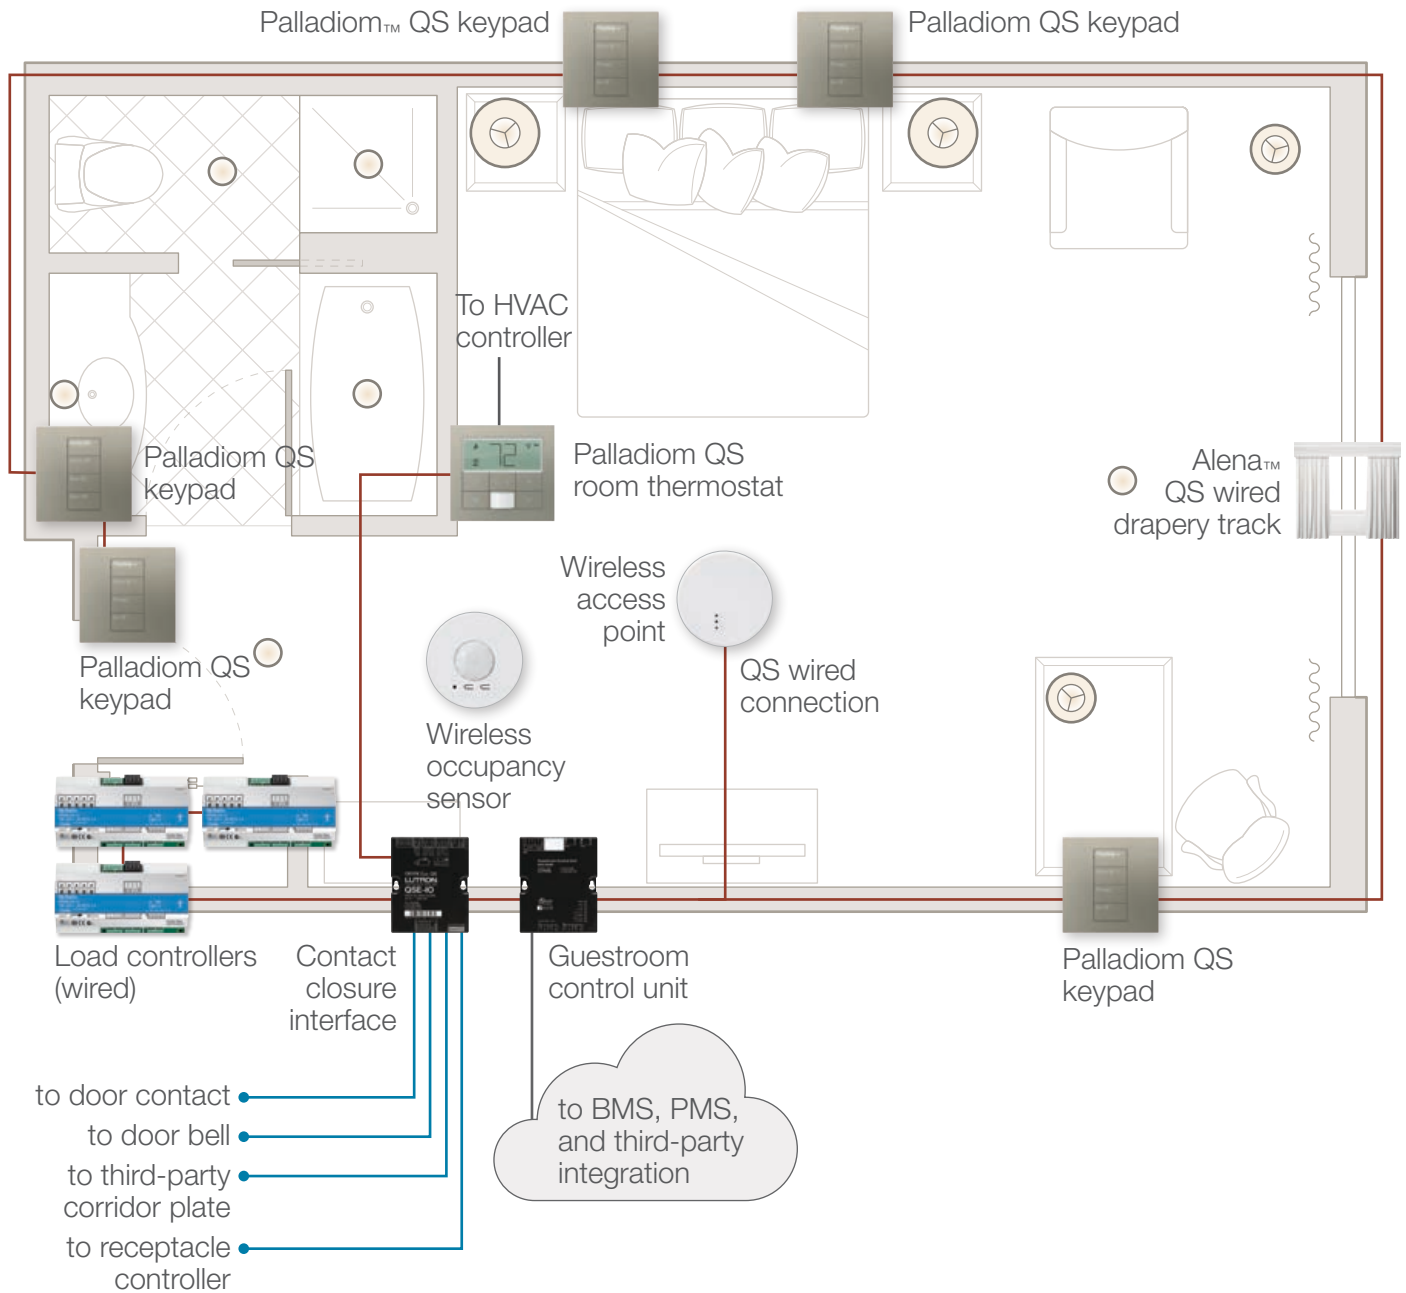 Palladiom™ QS keypad
Palladiom QS keypad
To HVAC
controller
72
Palladiom QS
keypad
Palladiom QS
room thermostat
Alena™
QS wired
drapery track
Wireless
access
point
Palladiom QS
keypad
QS wired
connection
Wireless
occupancy
sensor
LUTRON
QSE-IO
Load controllers
(wired)
Contact
closure
interface
Guestroom
control unit
Palladiom QS
keypad
to door contact
to door bell
to third-party
corridor plate
to receptacle
controller
to BMS, PMS,
and third-party
integration